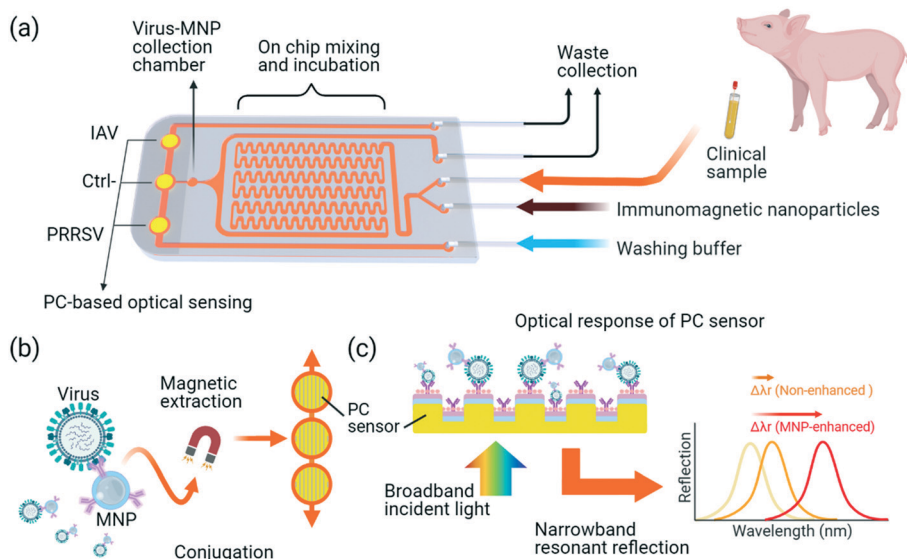 (a)
Virus-MNP
collection
chamber
On chip mixing
and incubation
Waste
collection
IAV
Ctrl-
PRRSV
PC-based optical sensing
Clinical
sample
Immunomagnetic nanoparticles
Washing buffer
(b)
Virus
Magnetic
extraction
MNP
Conjugation
PC
sensor
(c)
Optical response of PC sensor
Broadband
incident light
Narrowband
resonant reflection
Δλr (Non-enhanced )
Δλr (MNP-enhanced)
Reflection
Wavelength (nm)